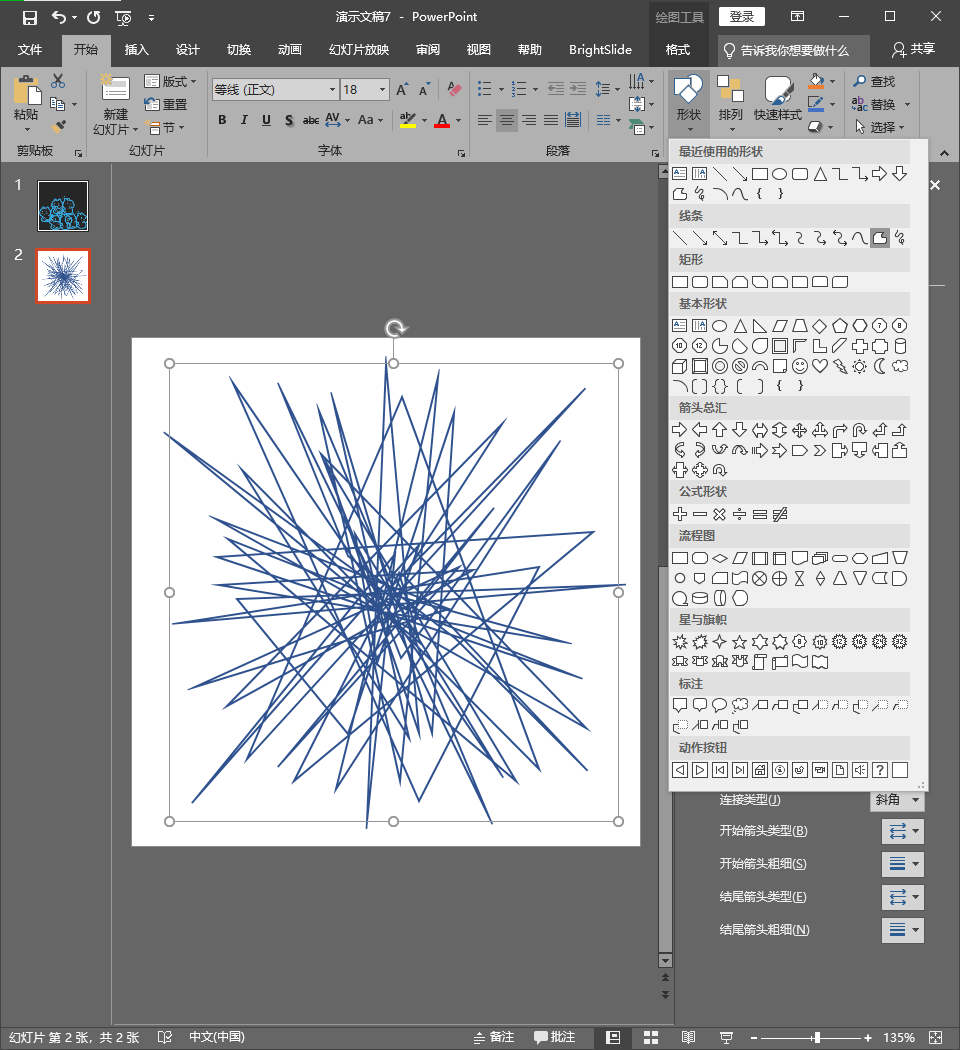 演示文稿7 - PowerPoint
绘图工具
登录
文件 开始 插入 设计 切换 动画 幻灯片放映 审阅 视图 帮助 BrightSlide 格式 告诉我你想要做什么 共享
粘贴
剪贴板
新建
幻灯片
版式
重置
节
幻灯片
等线 (正文) 18
B I U S abc AV Aa
A
字体
段落
形状
排列
快速样式
查找
替换
选择
最近使用的形状
线条
矩形
基本形状
箭头总汇
公式形状
流程图
星与旗帜
标注
动作按钮
1
2
连接类型(J) 斜角
开始箭头类型(B)
开始箭头粗细(S)
结尾箭头类型(E)
结尾箭头粗细(N)
幻灯片 第 2 张，共 2 张 中文(中国) 备注 批注 135%